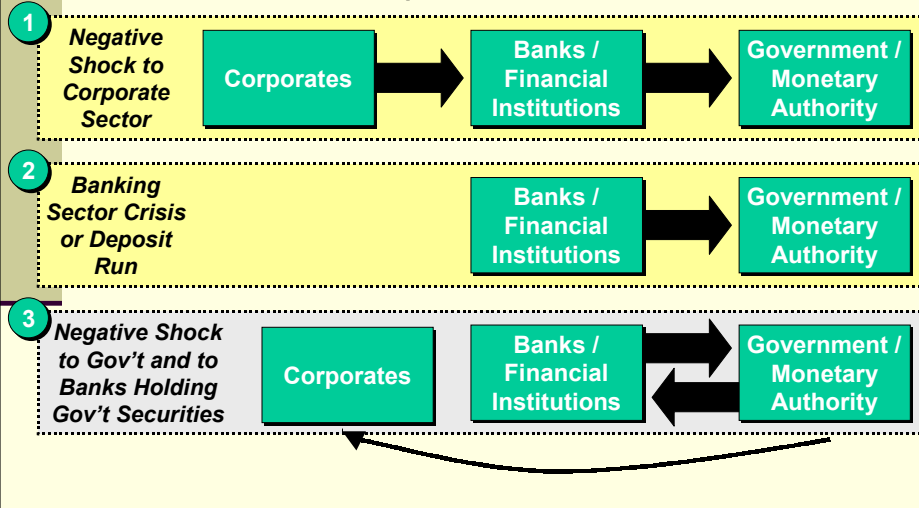 1
Negative
Shock to
Corporate
Sector
Corporates
Banks /
Financial
Institutions
Government /
Monetary
Authority
2
Banking
Sector Crisis
or Deposit
Run
Banks /
Financial
Institutions
Government /
Monetary
Authority
3
Negative Shock
to Gov't and to
Banks Holding
Gov't Securities
Corporates
Banks /
Financial
Institutions
Government /
Monetary
Authority